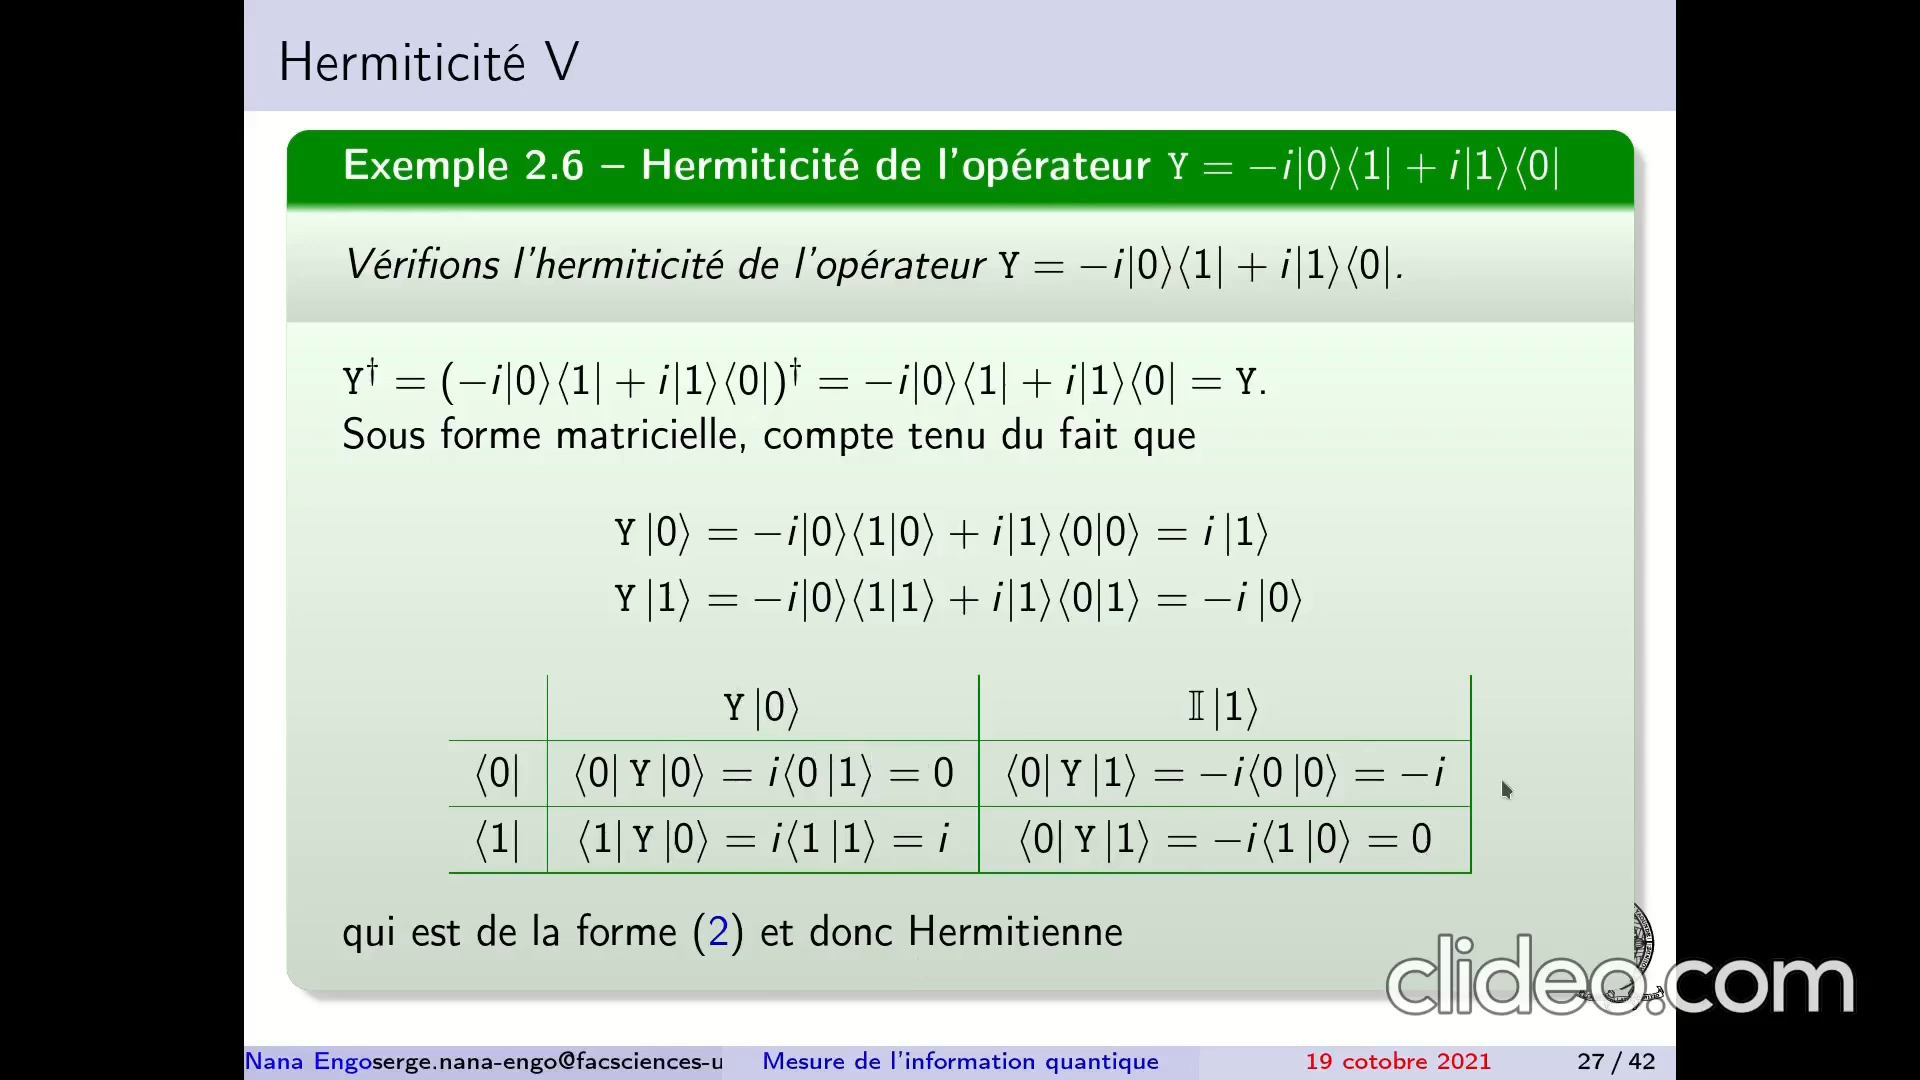 Hermiticité V
Exemple 2.6 – Hermiticité de l'opérateur Y = −i|0⟩⟨1| + i|1⟩⟨0|
Vérifions l'hermiticité de l'opérateur Y = −i|0⟩⟨1| + i|1⟩⟨0|.
Y† = (−i|0⟩⟨1| + i|1⟩⟨0|)† = −i|0⟩⟨1| + i|1⟩⟨0| = Y.
Sous forme matricielle, compte tenu du fait que
Y |0⟩ = −i|0⟩⟨1|0⟩ + i|1⟩⟨0|0⟩ = i |1⟩
Y |1⟩ = −i|0⟩⟨1|1⟩ + i|1⟩⟨0|1⟩ = −i |0⟩
Y |0⟩ 𝕀 |1⟩
⟨0| ⟨0| Y |0⟩ = i⟨0 |1⟩ = 0 ⟨0| Y |1⟩ = −i⟨0 |0⟩ = −i
⟨1| ⟨1| Y |0⟩ = i⟨1 |1⟩ = i ⟨0| Y |1⟩ = −i⟨1 |0⟩ = 0
qui est de la forme (2) et donc Hermitienne
clideo.com
Nana Engoserge.nana-engo@facsciences-u Mesure de l'information quantique 19 cotobre 2021 27 / 42